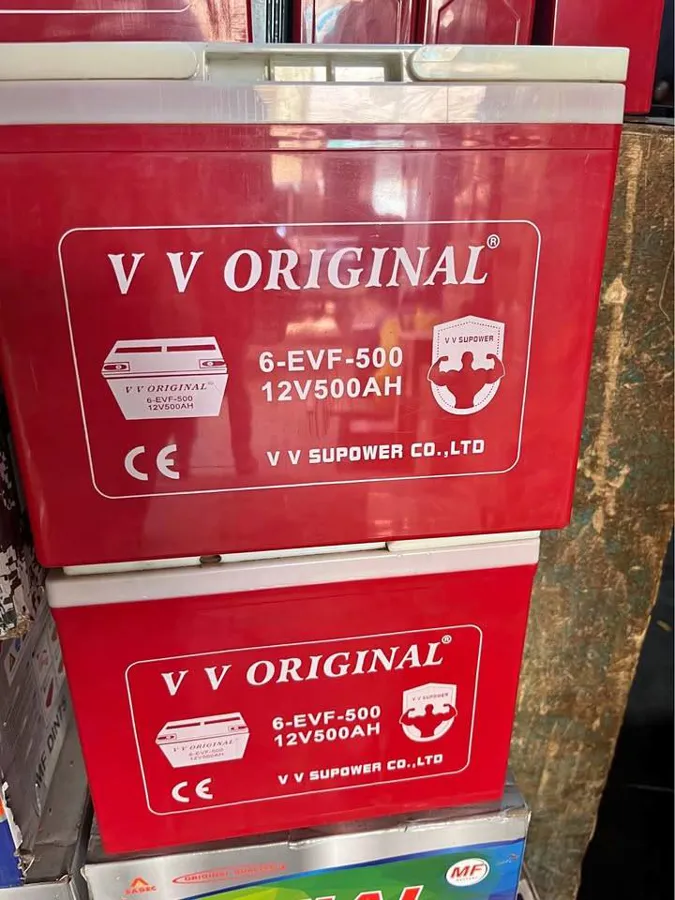 V V ORIGINAL®
V V SUPOWER
6-EVF-500
12V500AH
V V ORIGINAL
6-EVF-500
12V500AH
CE
V V SUPOWER CO.,LTD
V V ORIGINAL®
V V SUPOWER
6-EVF-500
12V500AH
V V ORIGINAL
6-EVF-500
12V500AH
CE
V V SUPOWER CO.,LTD
MF